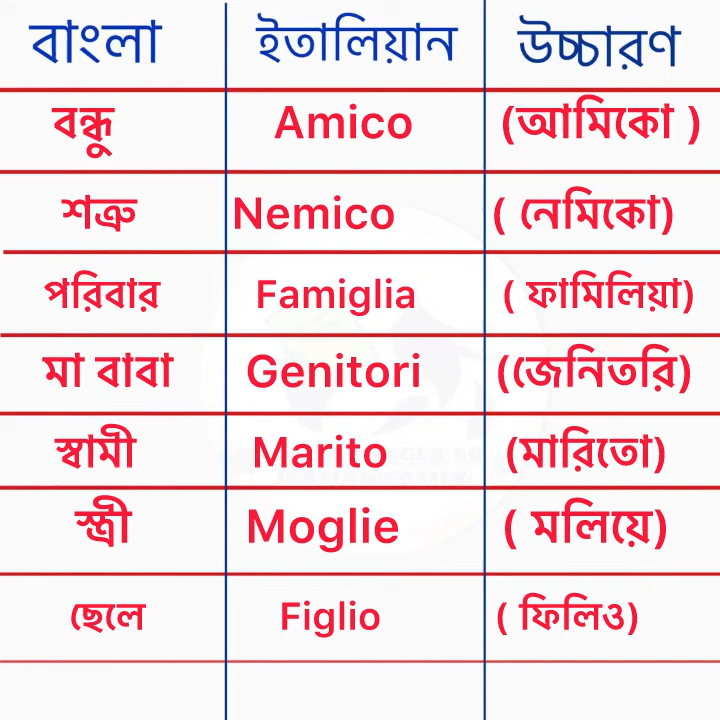 বাংলা ইতালিয়ান উচ্চারণ
বন্ধু Amico (আমিকো )
শত্রু Nemico ( নেমিকো)
পরিবার Famiglia ( ফামিলিয়া)
মা বাবা Genitori (জেনিতরি)
স্বামী Marito (মারিতো)
স্ত্রী Moglie ( মলিয়ে)
ছেলে Figlio ( ফিলিও)